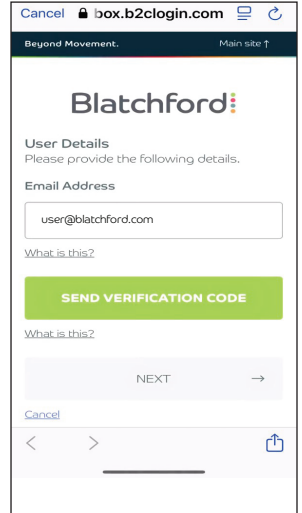 Cancel box.b2clogin.com
Beyond Movement. Main site ↑
Blatchford
User Details
Please provide the following details.
Email Address
user@blatchford.com
What is this?
SEND VERIFICATION CODE
What is this?
NEXT →
Cancel